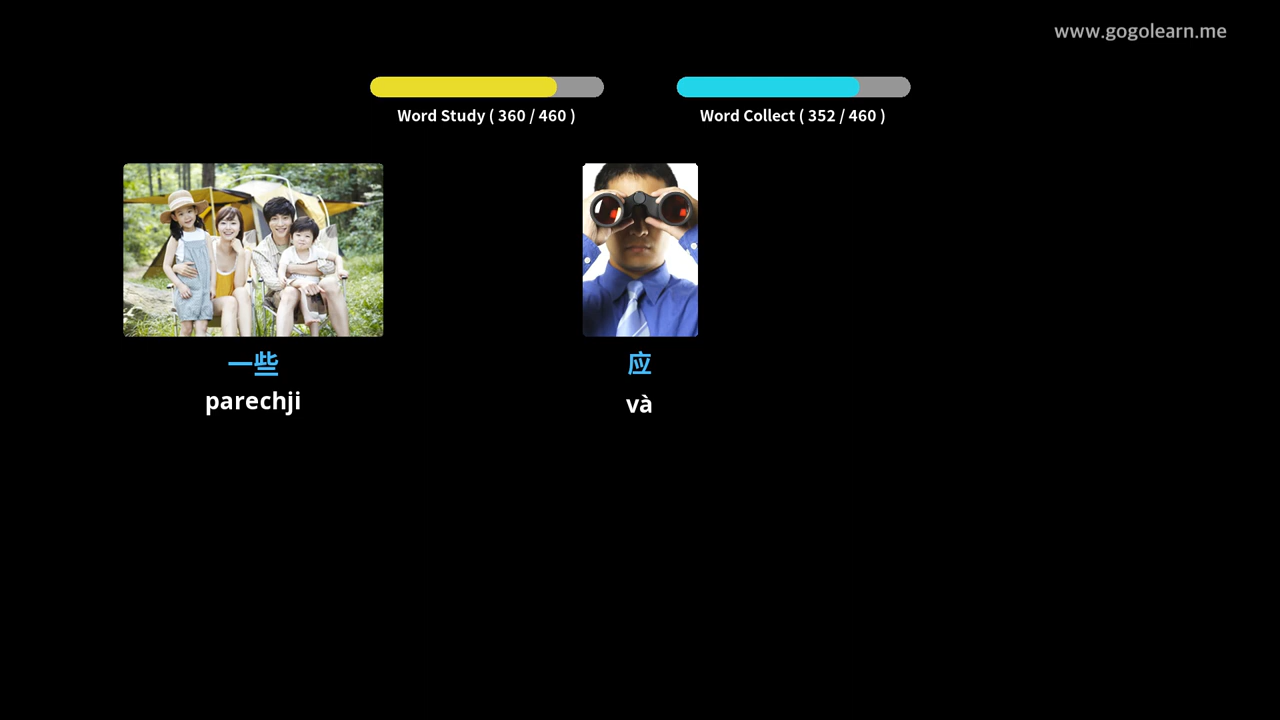 www.gogolearn.me
Word Study ( 360 / 460 )
Word Collect ( 352 / 460 )
一些
parechji
应
và